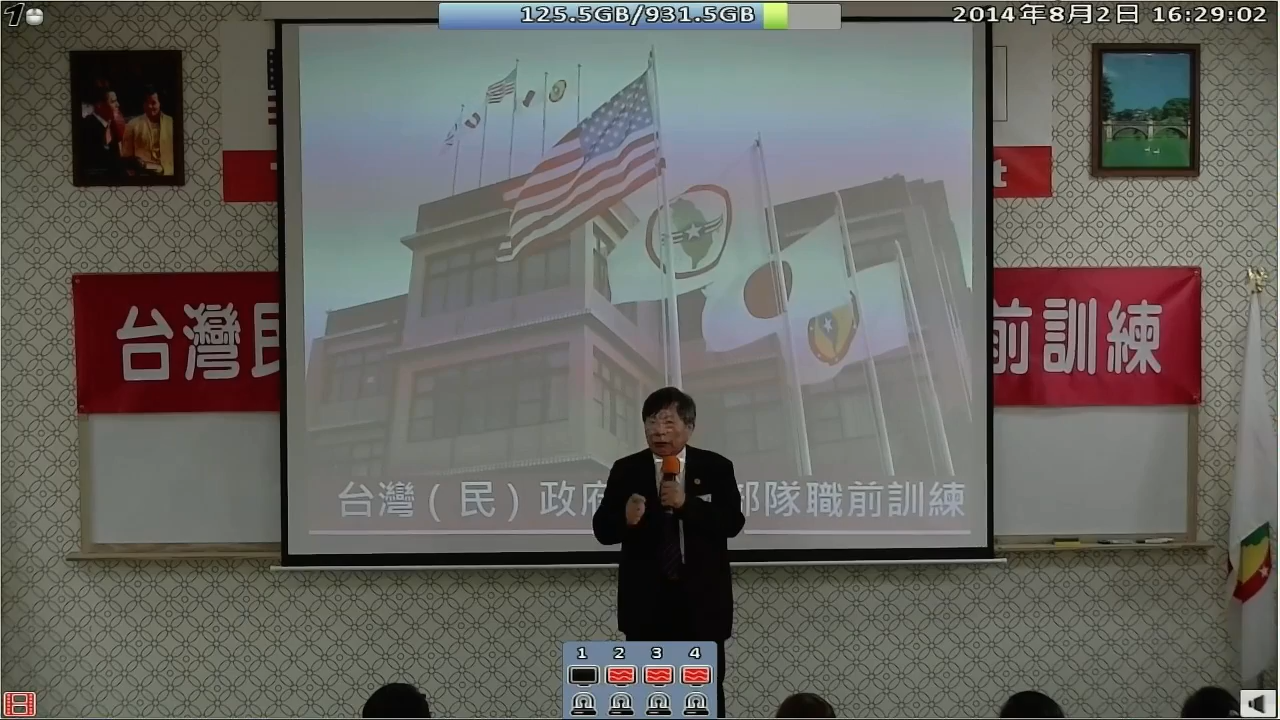 1
125.5GB/931.5GB
2014年8月2日 16:29:02
t
台灣民
前訓練
台灣(民)政府
部隊職前訓練
1 2 3 4